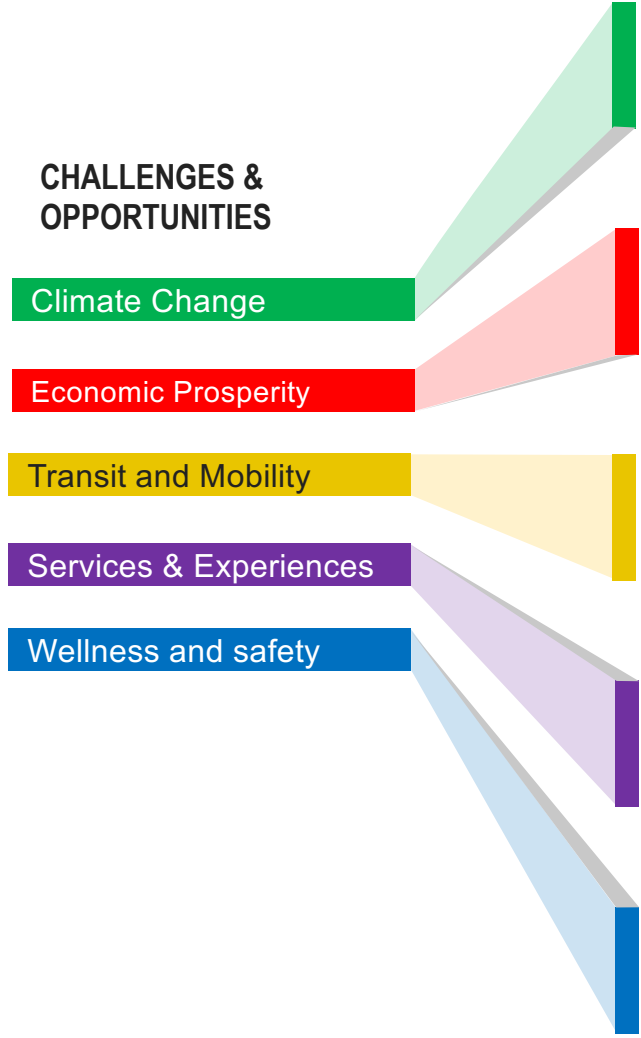 CHALLENGES &
OPPORTUNITIES
Climate Change
Economic Prosperity
Transit and Mobility
Services & Experiences
Wellness and safety